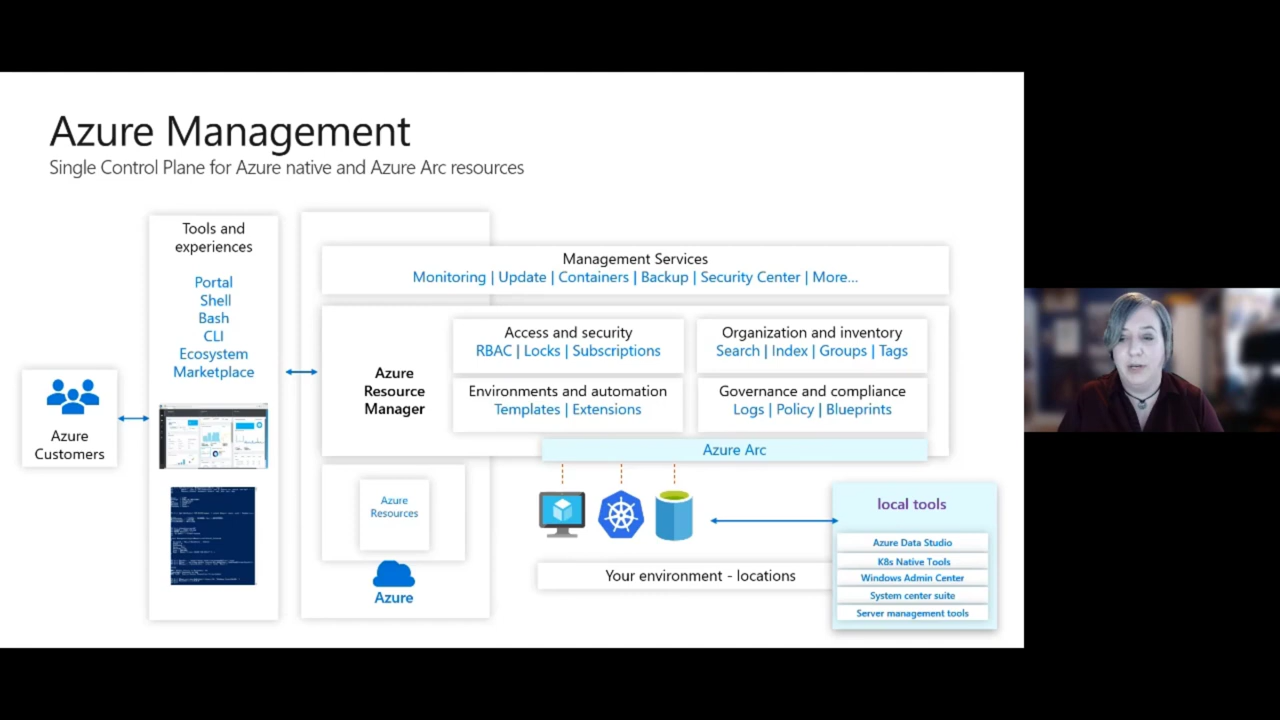 Azure Management
Single Control Plane for Azure native and Azure Arc resources
Azure
Customers
Tools and
experiences
Portal
Shell
Bash
CLI
Ecosystem
Marketplace
Management Services
Monitoring | Update | Containers | Backup | Security Center | More...
Azure
Resource
Manager
Access and security
RBAC | Locks | Subscriptions
Organization and inventory
Search | Index | Groups | Tags
Environments and automation
Templates | Extensions
Governance and compliance
Logs | Policy | Blueprints
Azure Arc
Azure
Resources
Azure
Your environment - locations
local tools
Azure Data Studio
K8s Native Tools
Windows Admin Center
System center suite
Server management tools